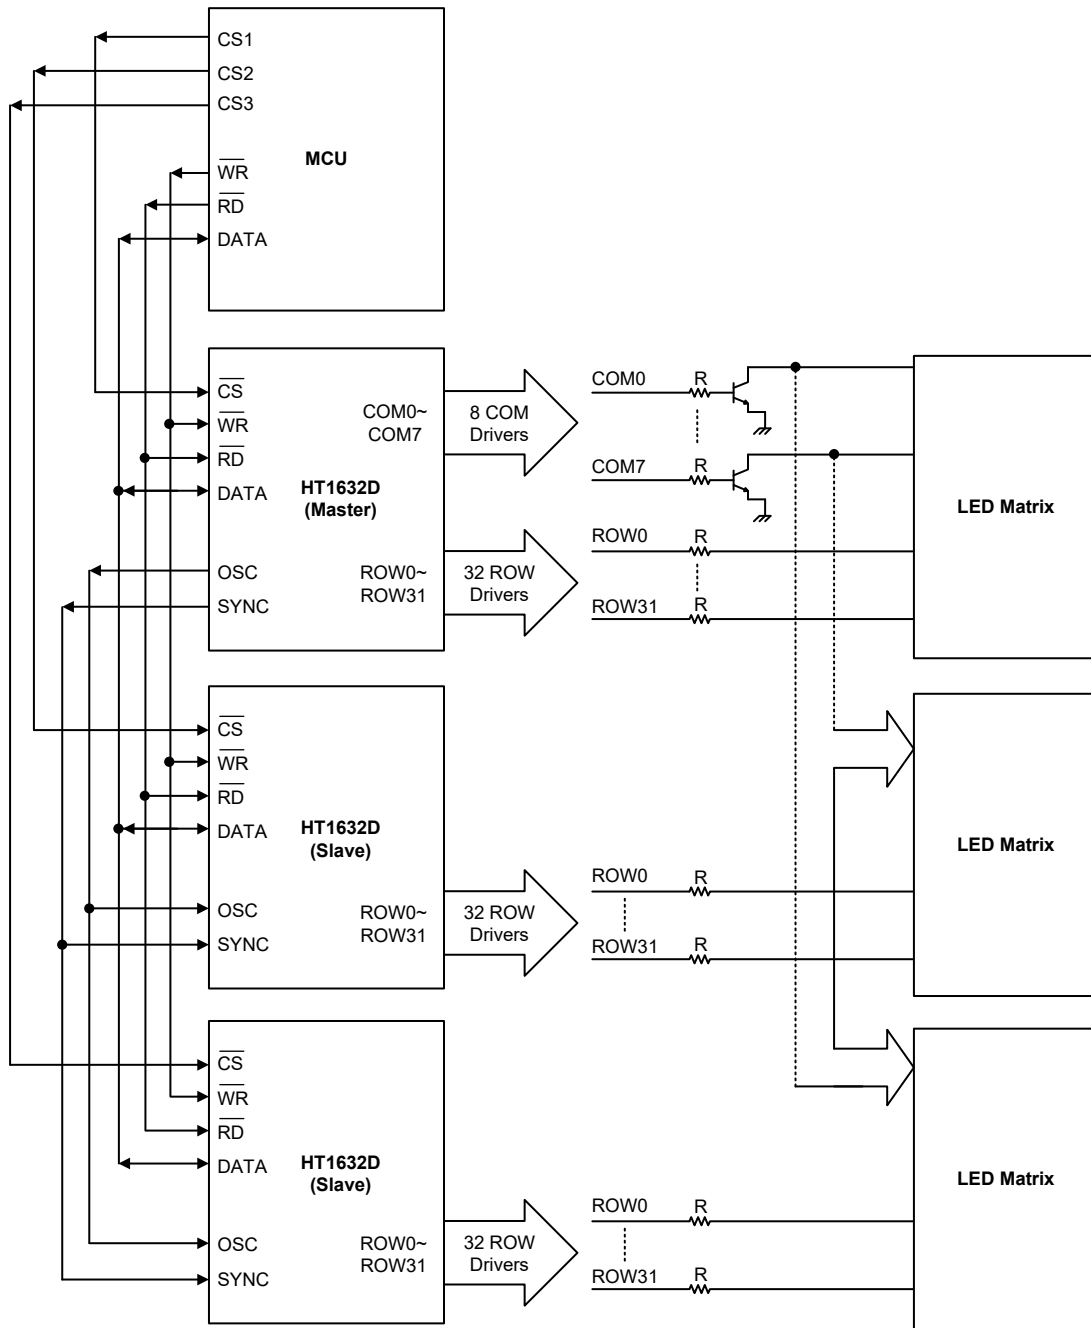 CS1
CS2
CS3
MCU
WR
RD
DATA
CS
WR
RD
DATA
OSC
SYNC
HT1632D
(Master)
COM0~
COM7
ROW0~
ROW31
8 COM
Drivers
32 ROW
Drivers
COM0
R
COM7
R
ROW0
R
ROW31
R
LED Matrix
CS
WR
RD
DATA
OSC
SYNC
HT1632D
(Slave)
ROW0~
ROW31
32 ROW
Drivers
ROW0
R
ROW31
R
LED Matrix
CS
WR
RD
DATA
OSC
SYNC
HT1632D
(Slave)
ROW0~
ROW31
32 ROW
Drivers
ROW0
R
ROW31
R
LED Matrix